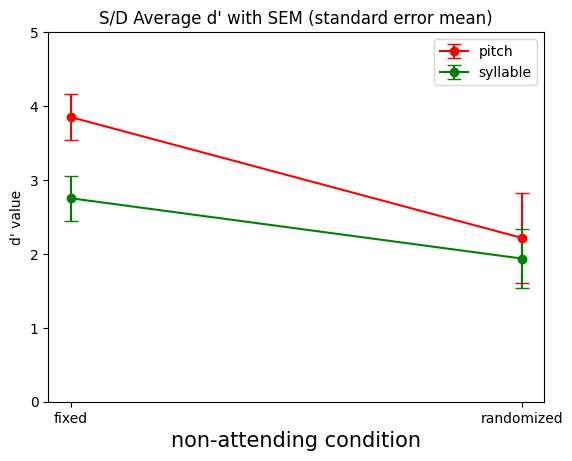 S/D Average d' with SEM (standard error mean)
pitch
syllable
d' value
5
4
3
2
1
0
fixed
randomized
non-attending condition